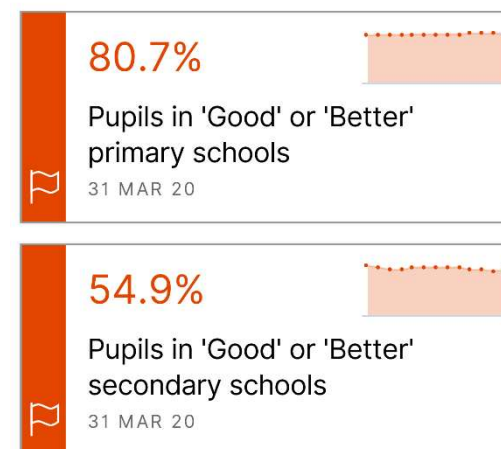 80.7%
Pupils in 'Good' or 'Better'
primary schools
31 MAR 20
54.9%
Pupils in 'Good' or 'Better'
secondary schools
31 MAR 20